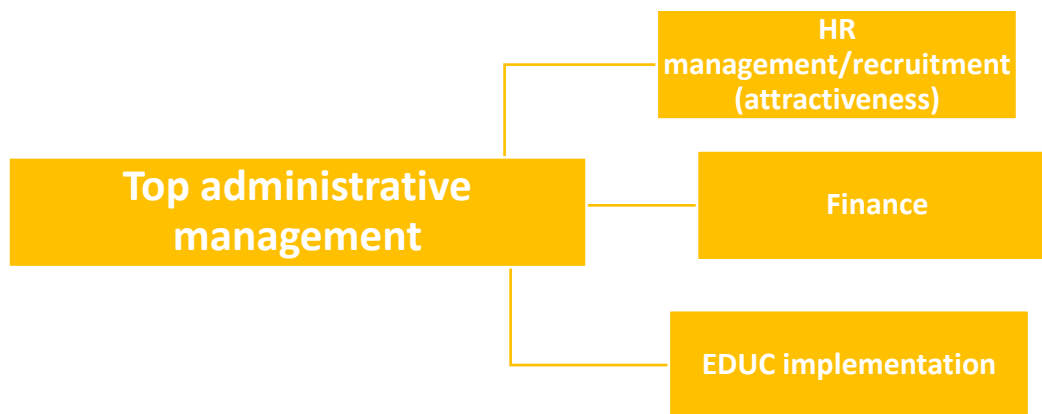 HR
management/recruitment
(attractiveness)
Top administrative
management
Finance
EDUC implementation